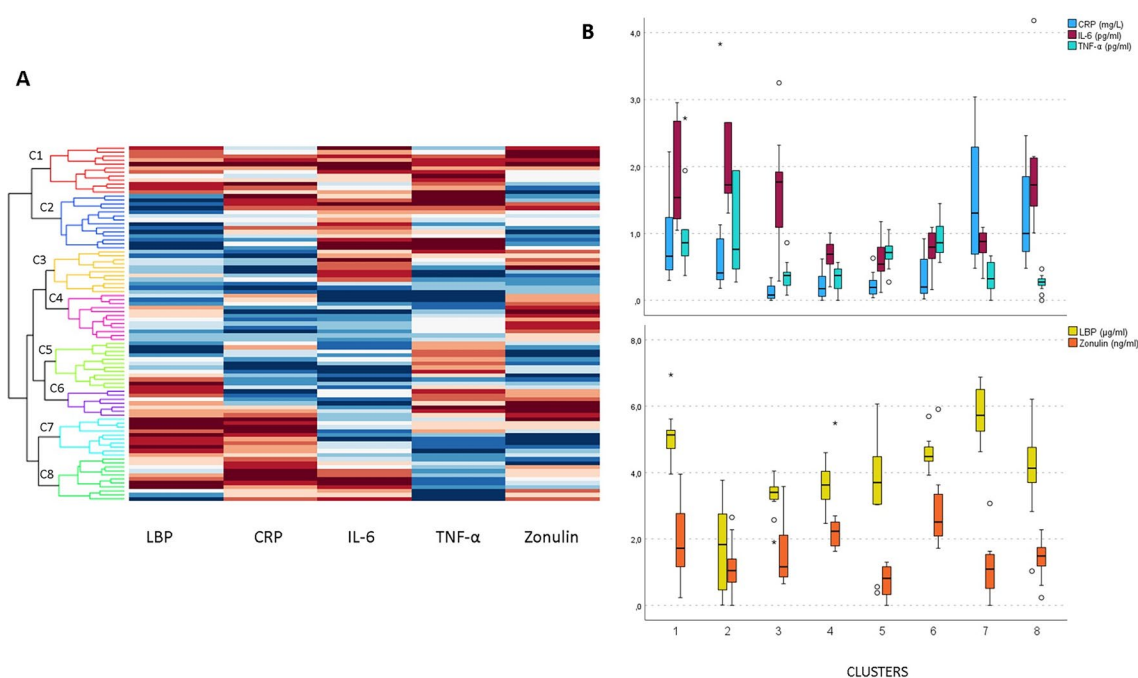 A
C1
C2
C3
C4
C5
C6
C7
C8
LBP CRP IL-6 TNF-α Zonulin
B
4,0
3,0
2,0
1,0
,0
CRP (mg/L)
IL-6 (pg/ml)
TNF-α (pg/ml)
8,0
6,0
4,0
2,0
,0
LBP (μg/ml)
Zonulin (ng/ml)
1 2 3 4 5 6 7 8
CLUSTERS